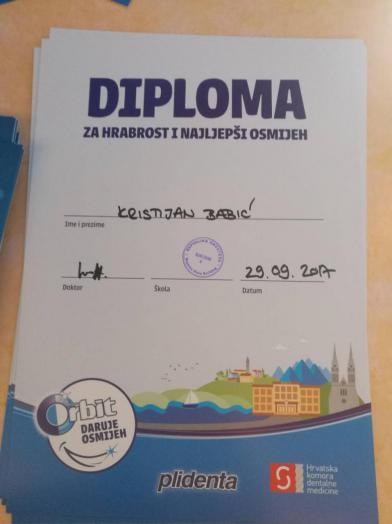 DIPLOMA
ZA HRABROST I NAJLJEPŠI OSMIJEH
KRISTIJAN BABIĆ
Ime i prezime
29.09.2017
Doktor
Škola
Datum
Orbit
DARUJE
OSMIJEH
plidenta
Hrvatska
komora
dentalne
medicine